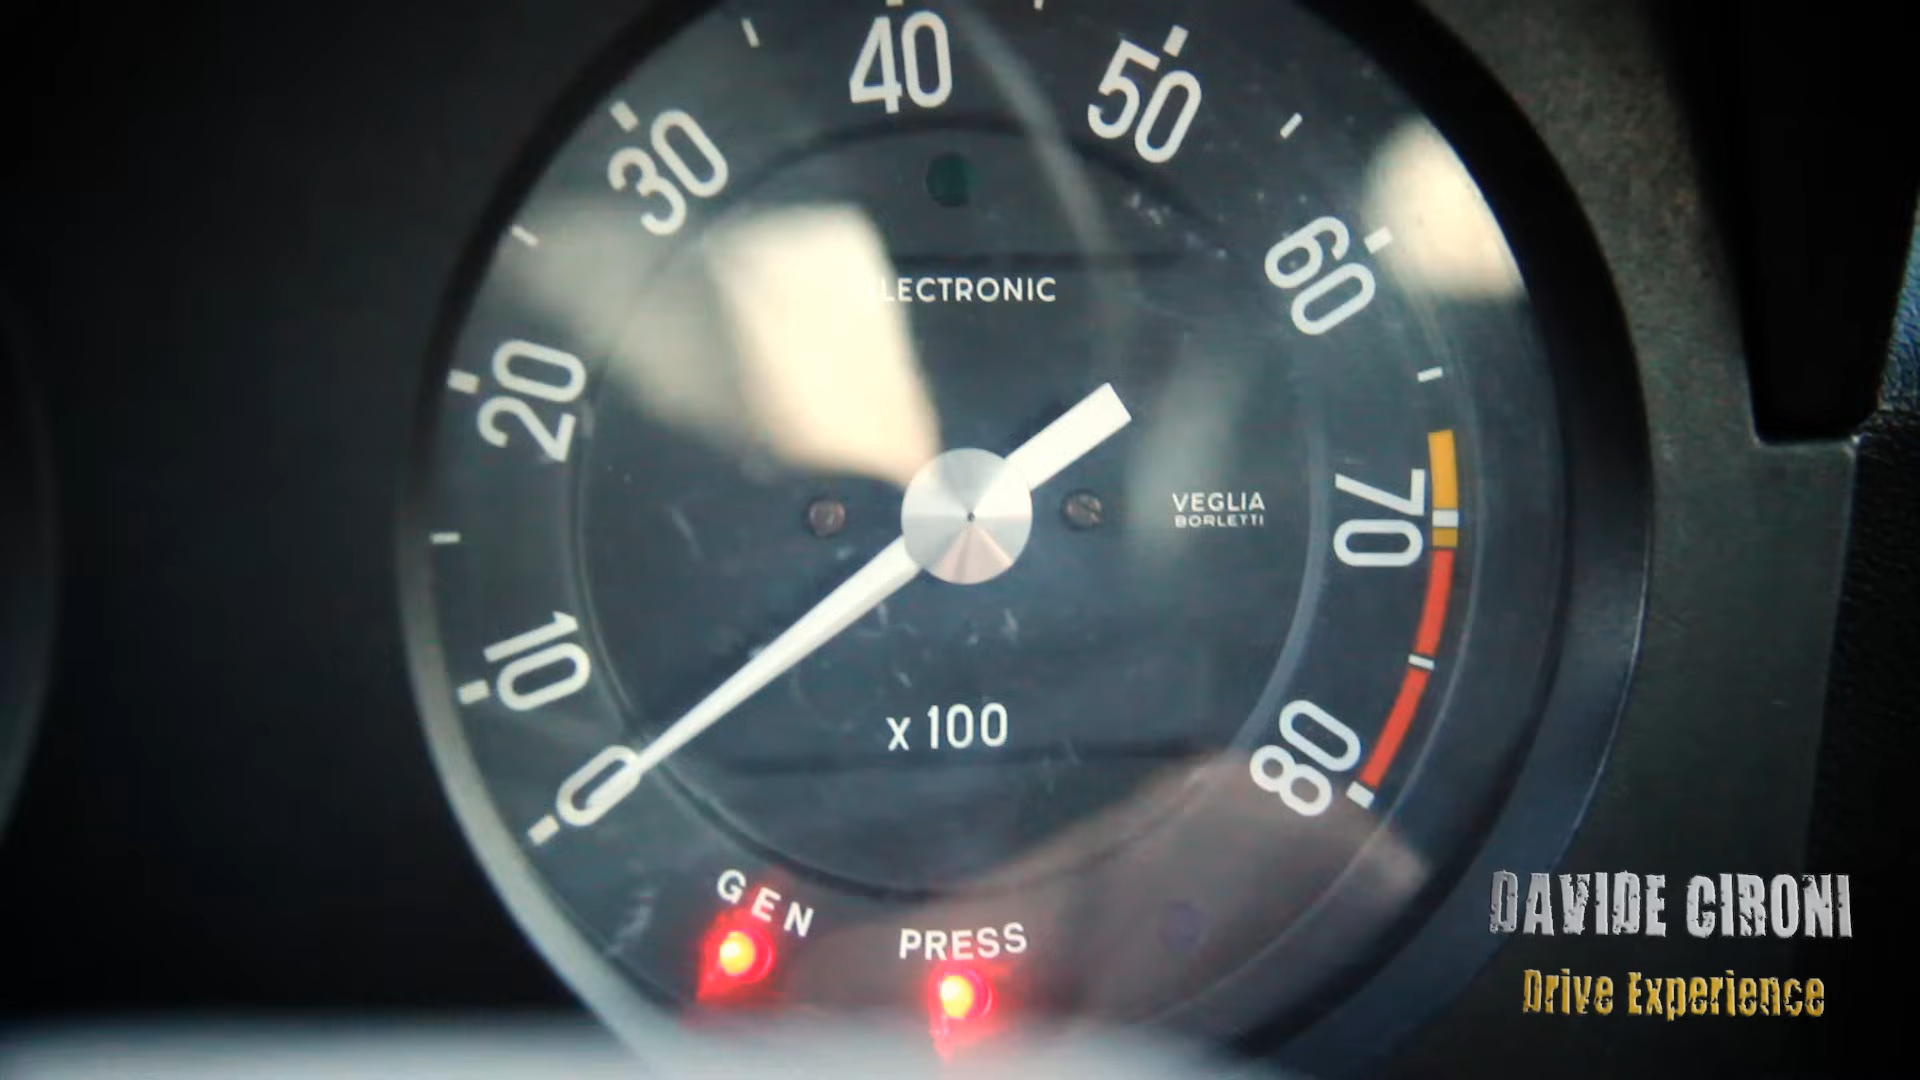 40
50
30
60
ELECTRONIC
20
VEGLIA
BORLETTI
70
10
x 100
0
80
GEN
PRESS
DAVIDE CIRONI
Drive Experience